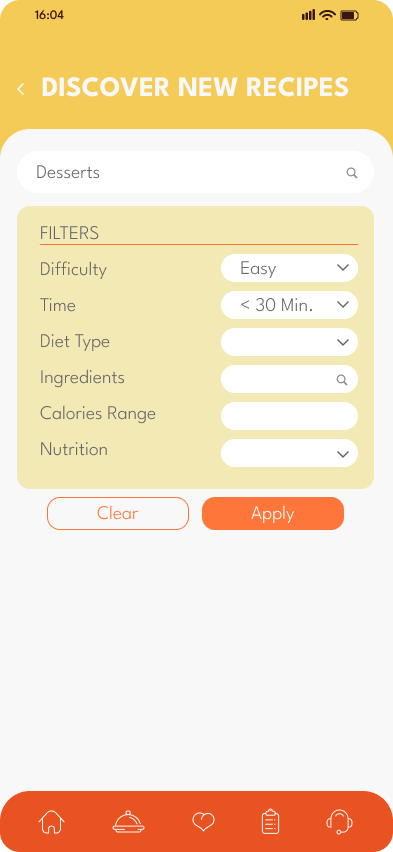 16:04
DISCOVER NEW RECIPES
Desserts
FILTERS
Difficulty Easy
Time < 30 Min.
Diet Type
Ingredients
Calories Range
Nutrition
Clear Apply